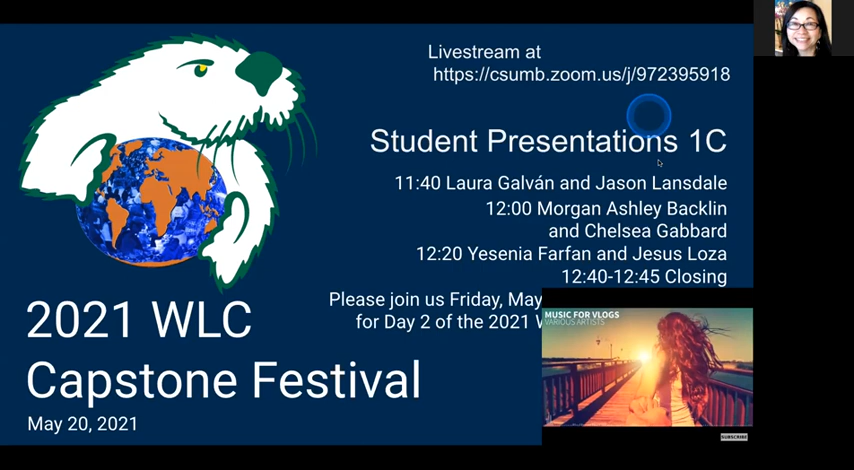 Livestream at
https://csumb.zoom.us/j/972395918
Student Presentations 1C
11:40 Laura Galván and Jason Lansdale
12:00 Morgan Ashley Backlin
and Chelsea Gabbard
12:20 Yesenia Farfan and Jesus Loza
12:40-12:45 Closing
Please join us Friday, May
for Day 2 of the 2021 W
2021 WLC
Capstone Festival
May 20, 2021
MUSIC FOR VLOGS
VARIOUS ARTISTS
SUBSCRIBE